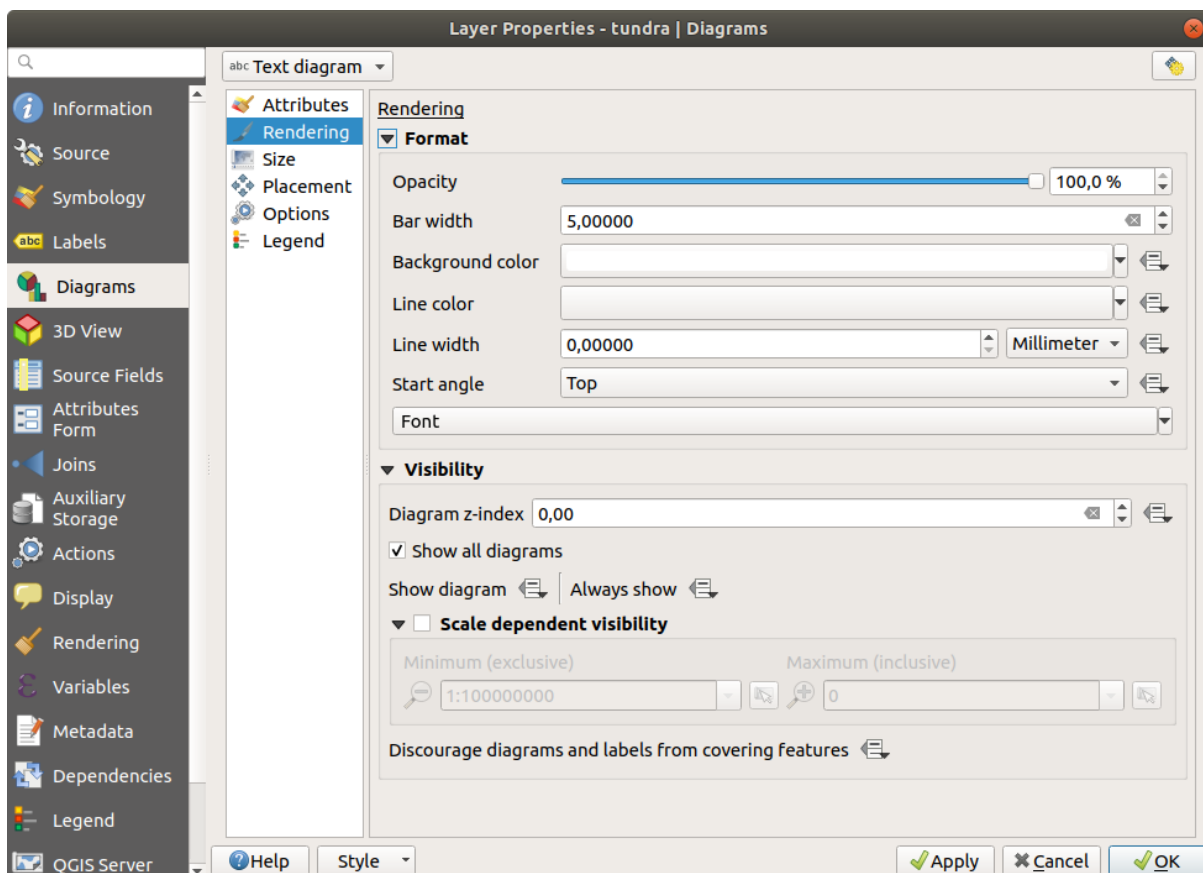 Layer Properties - tundra | Diagrams
Information
Source
Symbology
abc Labels
Diagrams
3D View
Source Fields
Attributes
Form
Joins
Auxiliary
Storage
Actions
Display
Rendering
Variables
Metadata
Dependencies
Legend
QGIS Server
abc Text diagram
Attributes
Rendering
Size
Placement
Options
Legend
Rendering
Format
Opacity 100,0 %
Bar width 5,00000
Background color
Line color
Line width 0,00000 Millimeter
Start angle Top
Font
Visibility
Diagram z-index 0,00
Show all diagrams
Show diagram Always show
Scale dependent visibility
Minimum (exclusive) Maximum (inclusive)
1:100000000 0
Discourage diagrams and labels from covering features
Help Style Apply Cancel OK